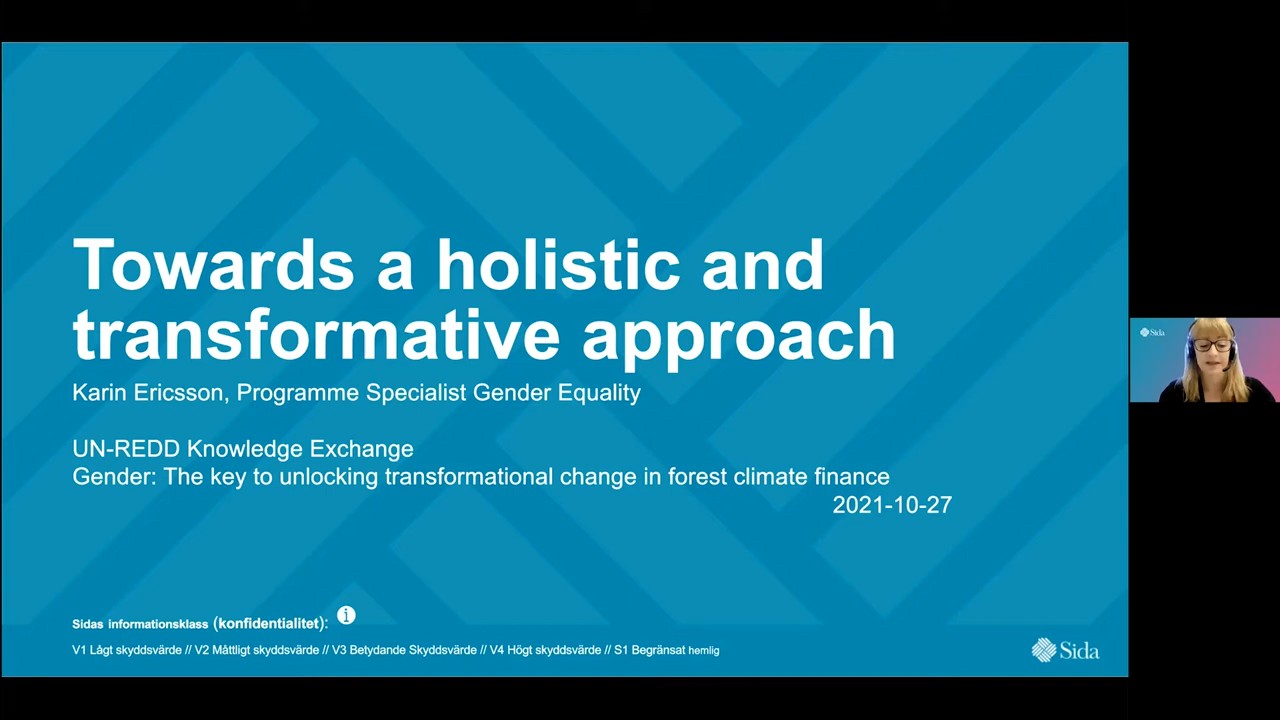 Towards a holistic and
transformative approach
Karin Ericsson, Programme Specialist Gender Equality
UN-REDD Knowledge Exchange
Gender: The key to unlocking transformational change in forest climate finance
2021-10-27
Sidas informationsklass (konfidentialitet): i
V1 Lågt skyddsvärde // V2 Måttligt skyddsvärde // V3 Betydande Skyddsvärde // V4 Högt skyddsvärde // S1 Begränsat hemlig
Sida
Sida